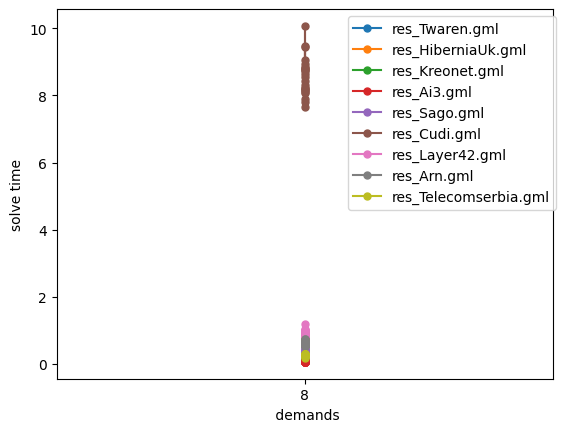 10
8
6
4
2
0
solve time
8
demands
res_Twaren.gml
res_HiberniaUk.gml
res_Kreonet.gml
res_Ai3.gml
res_Sago.gml
res_Cudi.gml
res_Layer42.gml
res_Arn.gml
res_Telecomserbia.gml